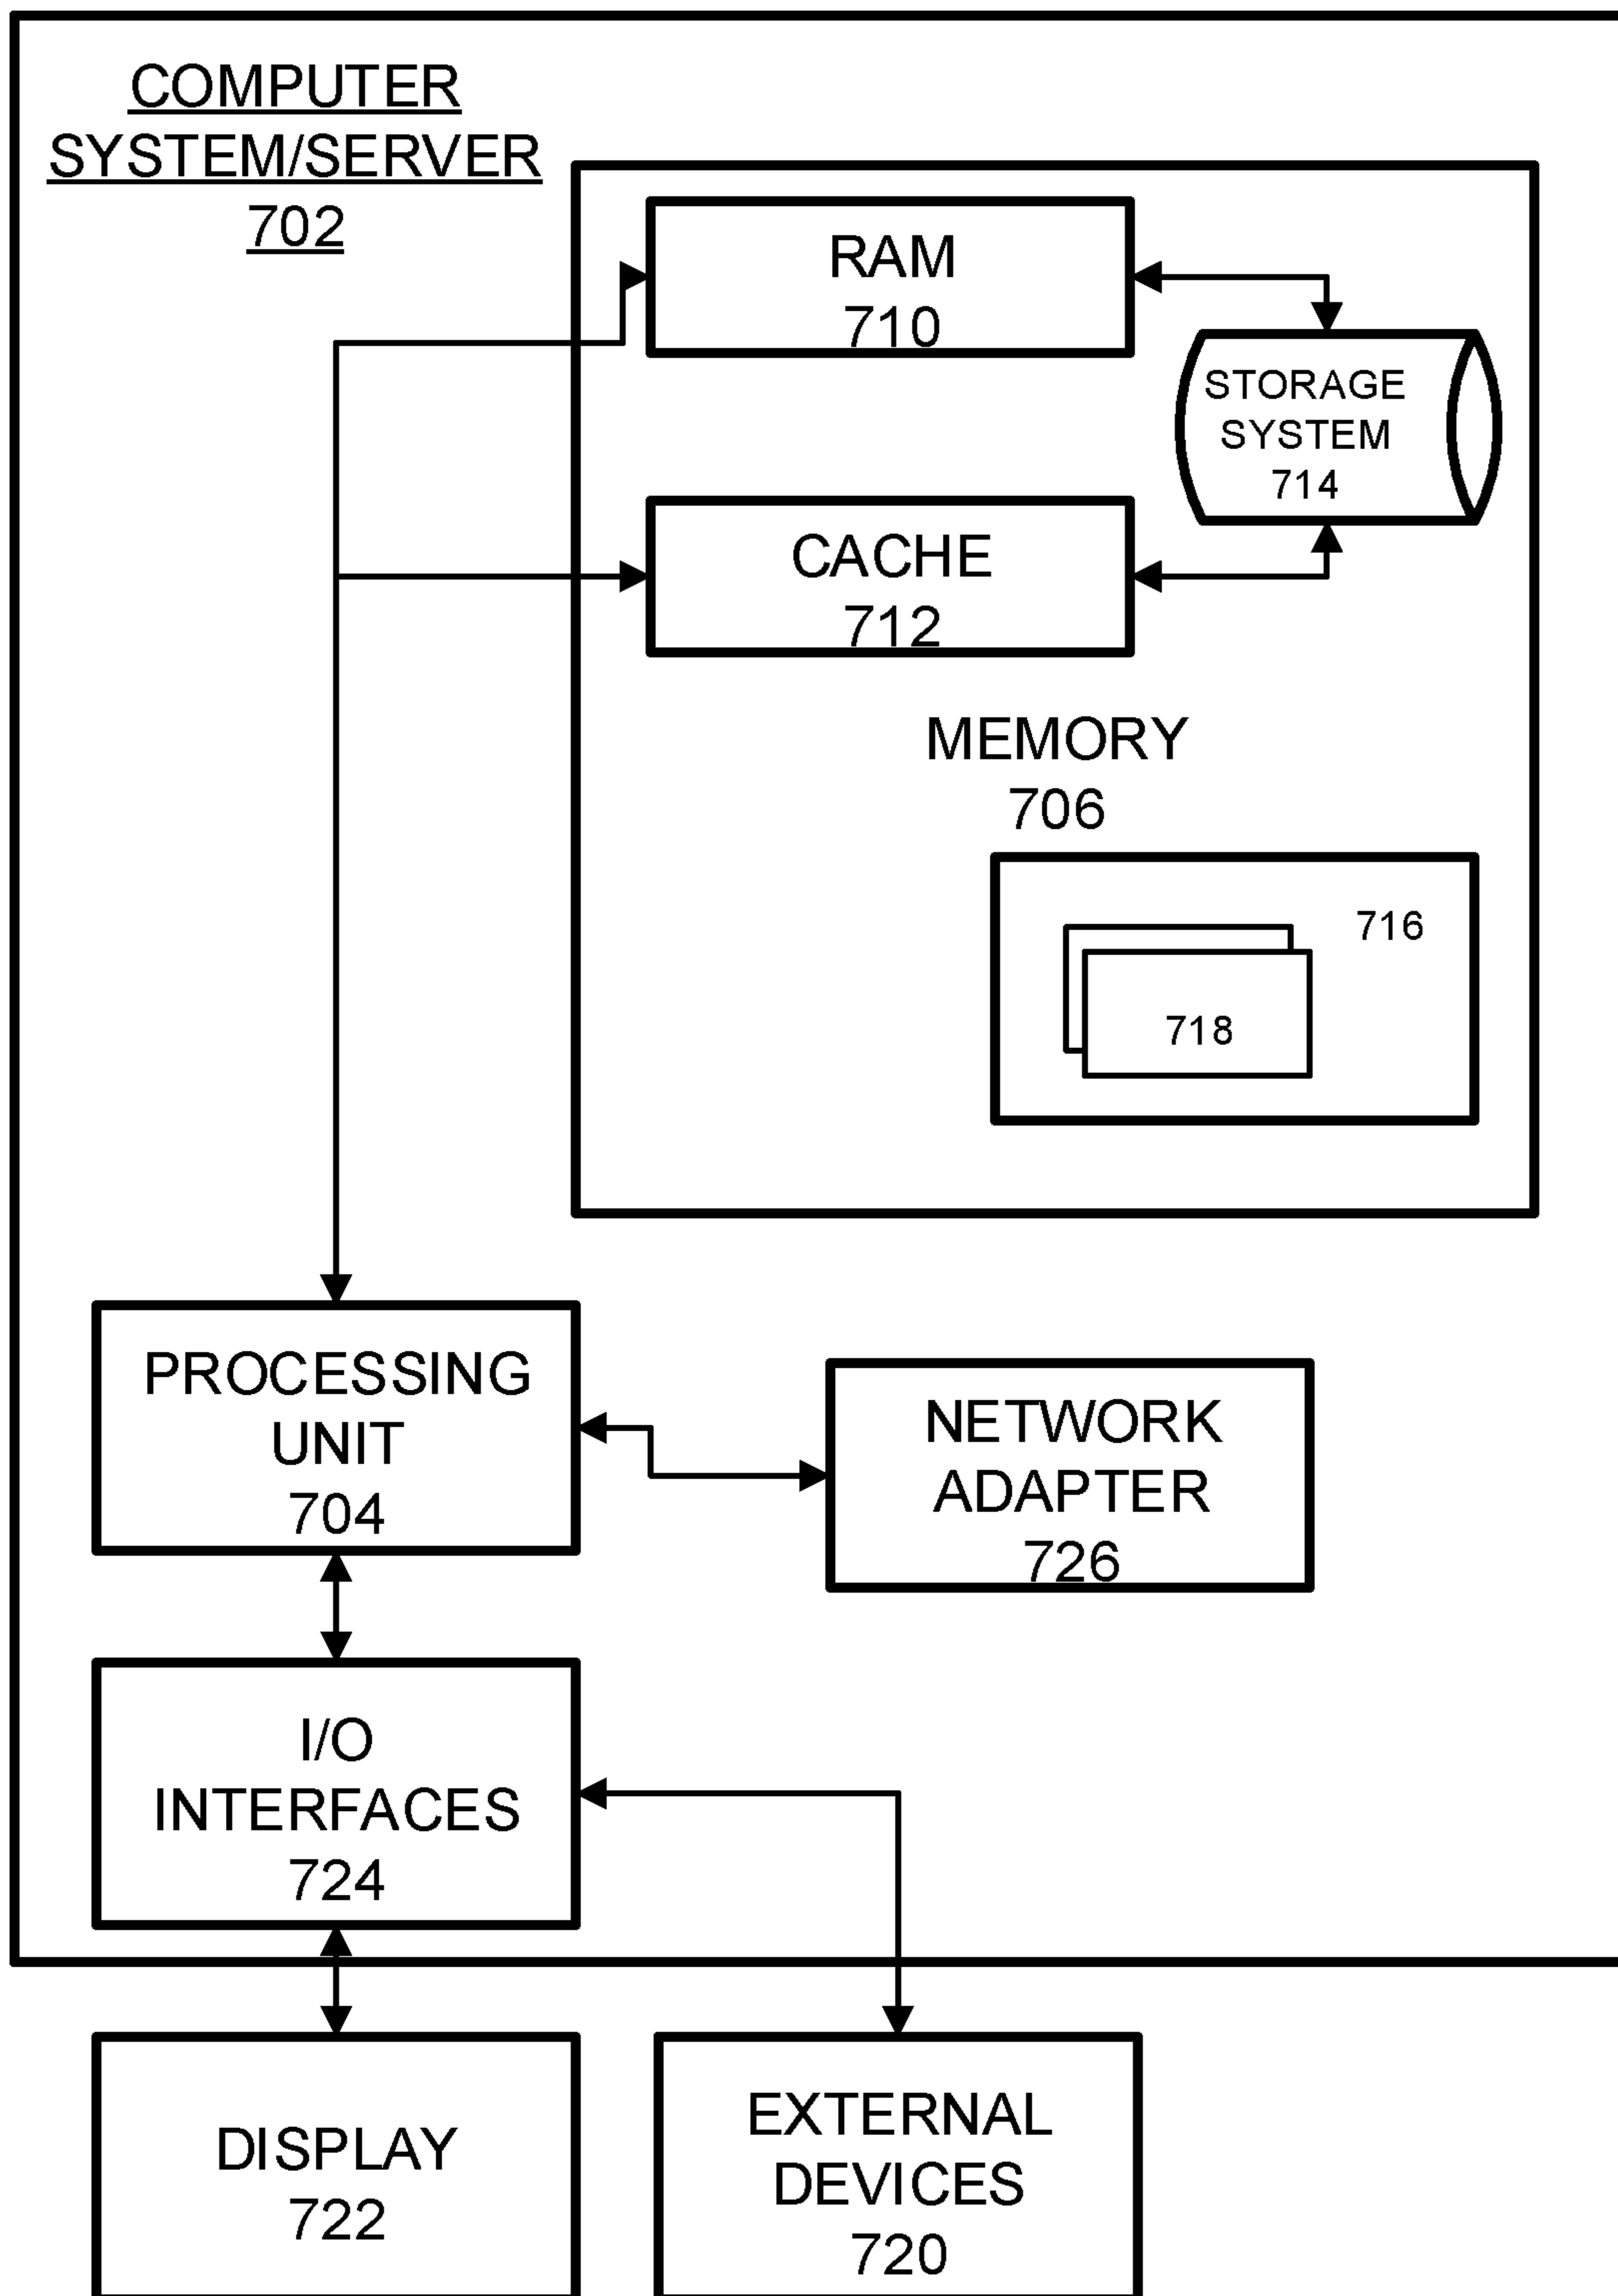 COMPUTER
SYSTEM/SERVER
702
RAM
710
STORAGE
SYSTEM
714
CACHE
712
MEMORY
706
716
718
PROCESSING
UNIT
704
NETWORK
ADAPTER
726
I/O
INTERFACES
724
DISPLAY
722
EXTERNAL
DEVICES
720